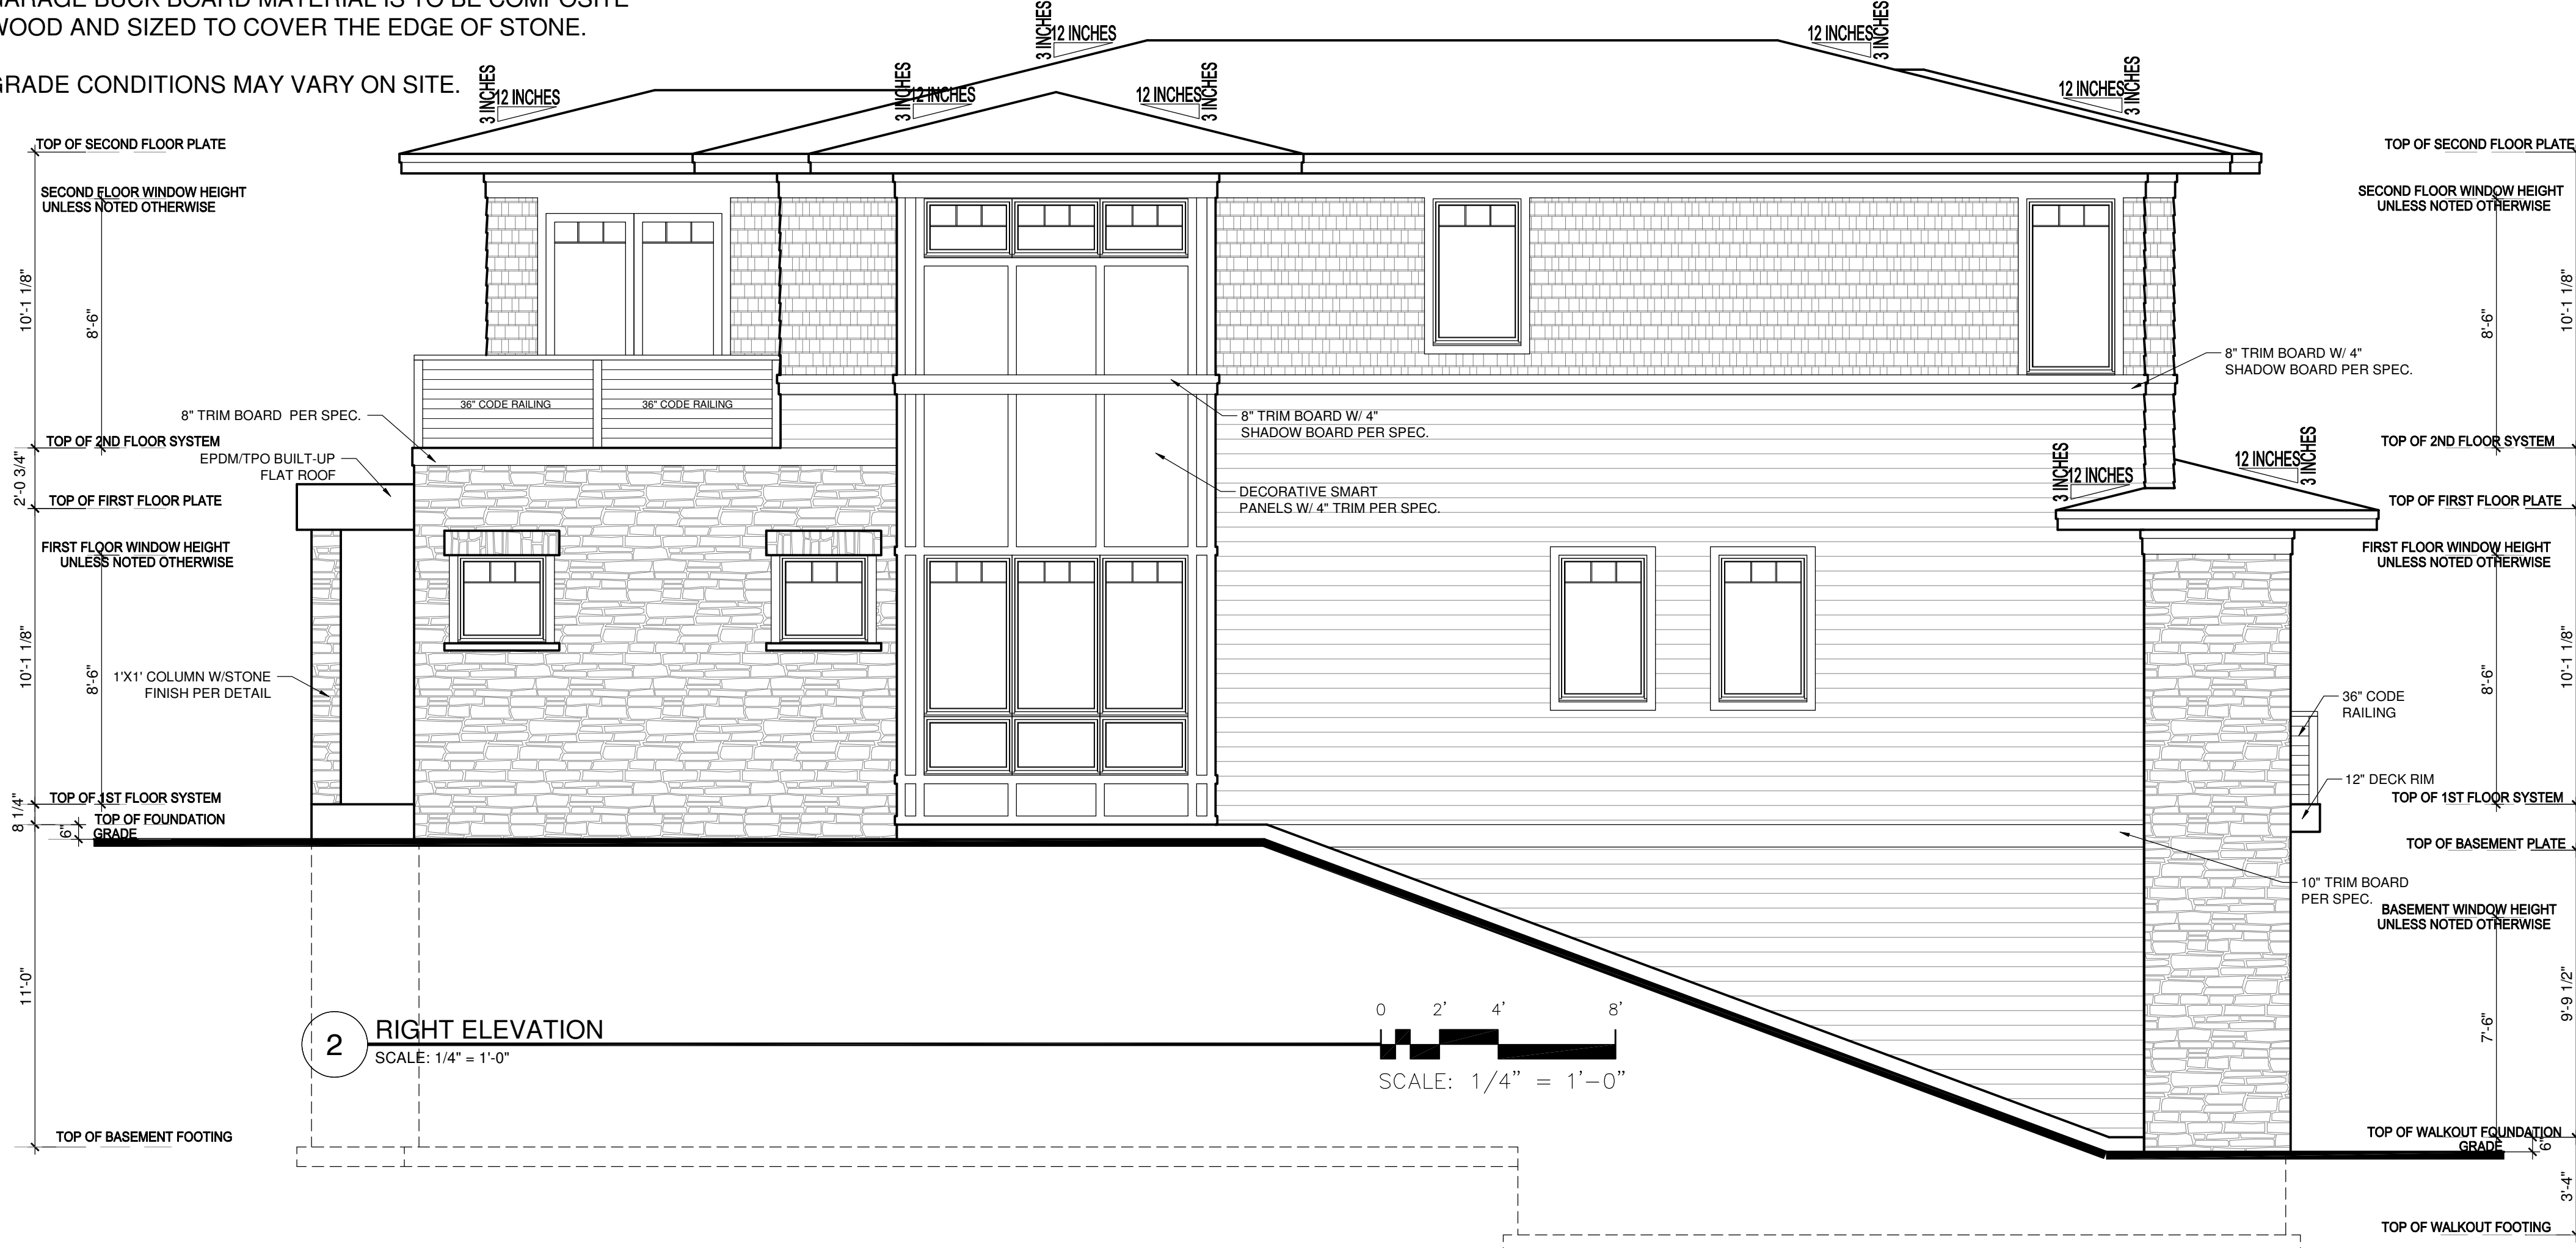 GARAGE BUCK BOARD MATERIAL IS TO BE COMPOSITE
WOOD AND SIZED TO COVER THE EDGE OF STONE.
GRADE CONDITIONS MAY VARY ON SITE.
3 INCHES
12 INCHES
3 INCHES
12 INCHES
3 INCHES
12 INCHES
12 INCHES
3 INCHES
12 INCHES
3 INCHES
12 INCHES
3 INCHES
TOP OF SECOND FLOOR PLATE
SECOND FLOOR WINDOW HEIGHT
UNLESS NOTED OTHERWISE
10'-1 1/8"
8'-6"
36" CODE RAILING
36" CODE RAILING
8" TRIM BOARD PER SPEC.
TOP OF 2ND FLOOR SYSTEM
EPDM/TPO BUILT-UP
FLAT ROOF
2'-0 3/4"
TOP OF FIRST FLOOR PLATE
FIRST FLOOR WINDOW HEIGHT
UNLESS NOTED OTHERWISE
10'-1 1/8"
8'-6"
1'X1' COLUMN W/STONE
FINISH PER DETAIL
TOP OF 1ST FLOOR SYSTEM
8 1/4"
TOP OF FOUNDATION
6"
GRADE
11'-0"
TOP OF BASEMENT FOOTING
8" TRIM BOARD W/ 4"
SHADOW BOARD PER SPEC.
DECORATIVE SMART
PANELS W/ 4" TRIM PER SPEC.
TOP OF SECOND FLOOR PLATE
SECOND FLOOR WINDOW HEIGHT
UNLESS NOTED OTHERWISE
10'-1 1/8"
8'-6"
8" TRIM BOARD W/ 4"
SHADOW BOARD PER SPEC.
TOP OF 2ND FLOOR SYSTEM
3 INCHES
12 INCHES
12 INCHES
3 INCHES
TOP OF FIRST FLOOR PLATE
FIRST FLOOR WINDOW HEIGHT
UNLESS NOTED OTHERWISE
10'-1 1/8"
8'-6"
36" CODE
RAILING
12" DECK RIM
TOP OF 1ST FLOOR SYSTEM
TOP OF BASEMENT PLATE
10" TRIM BOARD
PER SPEC.
BASEMENT WINDOW HEIGHT
UNLESS NOTED OTHERWISE
9'-9 1/2"
7'-6"
TOP OF WALKOUT FOUNDATION
GRADE
6"
3'-4"
TOP OF WALKOUT FOOTING
2
RIGHT ELEVATION
SCALE: 1/4" = 1'-0"
0 2' 4' 8'
SCALE: 1/4" = 1'-0"